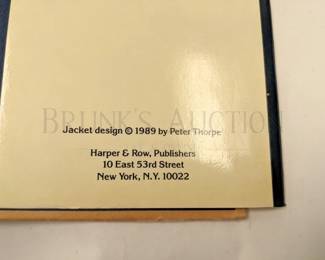 BRUNK'S AUCTION
Jacket design © 1989 by Peter Thorpe
Harper & Row, Publishers
10 East 53rd Street
New York, N.Y. 10022